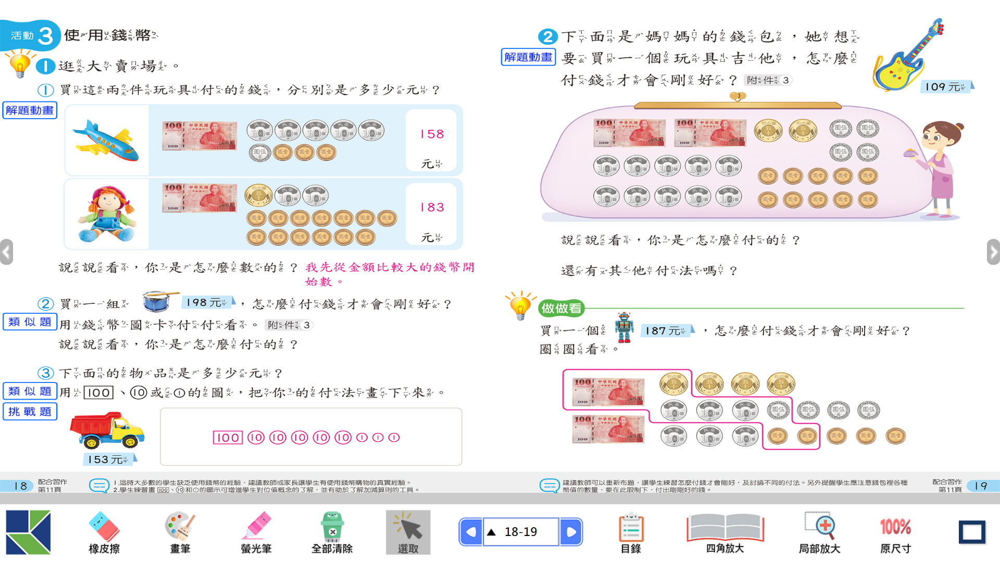 活動 3 使用錢幣
1 逛大賣場。
① 買這兩件玩具付的錢，分別是多少元？
解題動畫
158
元
183
元
說說看，你是怎麼數的？我先從金額比較大的錢幣開
始數。
② 買一組 198元，怎麼付錢才會剛好？
類似題
用錢幣圖卡付付看。附件3
說說看，你是怎麼付的？
③ 下面的物品是多少元？
類似題
用100、10或1的圖，把你的付法畫下來。
挑戰題
153元
100 10 10 10 10 10 1 1 1
18
配合習作
第11頁
1.這時大多數的學生缺乏使用錢幣的經驗，建議教師或家長讓學生有使用錢幣購物的真實經驗。
2.學生練習畫100、10和1的圖示可增進學生對位值概念的了解，並有助於了解加減算則的工具。
2 下面是媽媽的錢包，她想
解題動畫
要買一個玩具吉他，怎麼
付錢才會剛好？附件3
109元
說說看，你是怎麼付的？
還有其他付法嗎？
做做看
買一個 187元，怎麼付錢才會剛好？
圈圈看。
建議教師可以重新布題，讓學生練習怎麼付錢才會剛好，及討論不同的付法。另外提醒學生應注意錢包裡各種
幣值的數量，要在此限制下，付出剛剛好的錢。
配合習作
第11頁
19
橡皮擦
畫筆
螢光筆
全部清除
選取
18-19
目錄
四角放大
局部放大
100%
原尺寸